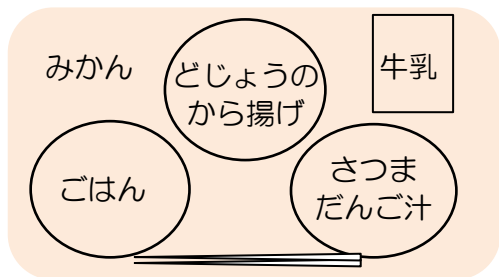 みかん
どじょうの
から揚げ
牛乳
ごはん
さつま
だんご汁